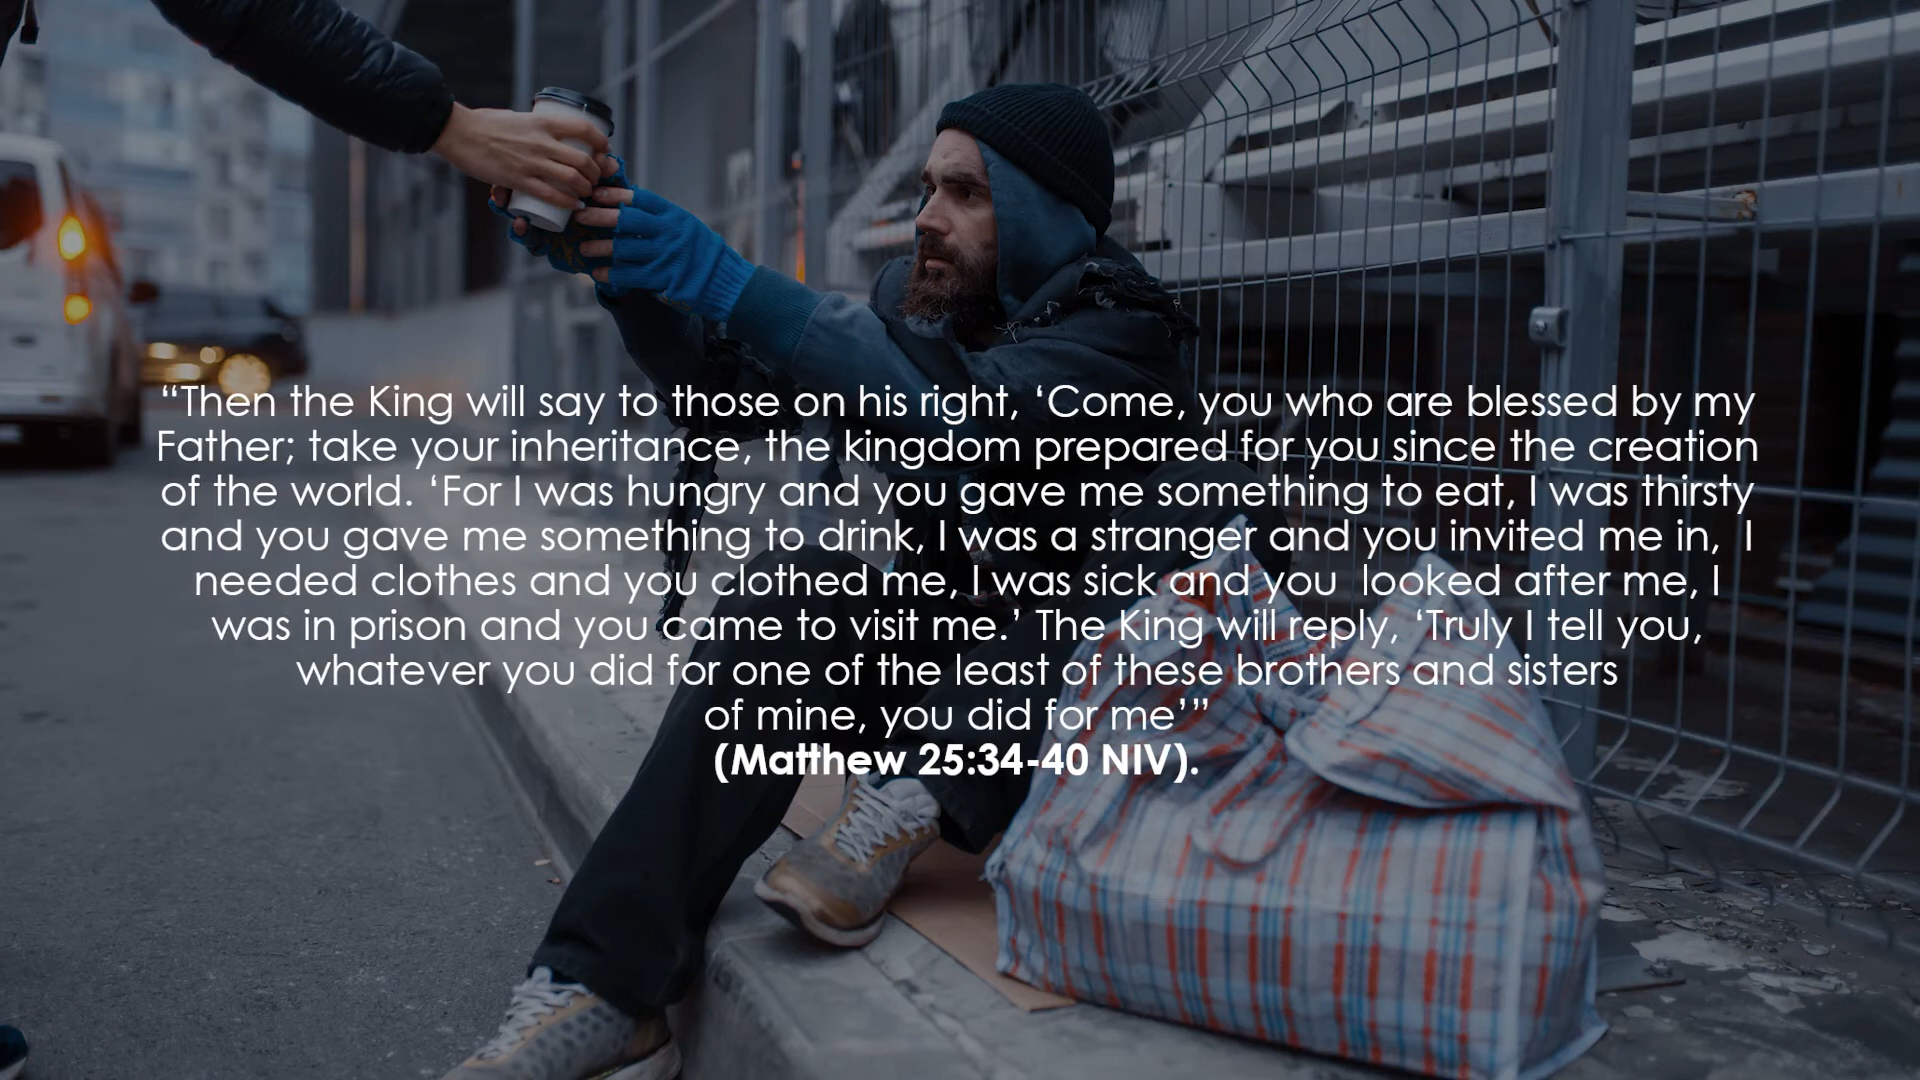 “Then the King will say to those on his right, ‘Come, you who are blessed by my
Father; take your inheritance, the kingdom prepared for you since the creation
of the world. ‘For I was hungry and you gave me something to eat, I was thirsty
and you gave me something to drink, I was a stranger and you invited me in,  I
needed clothes and you clothed me, I was sick and you  looked after me, I
was in prison and you came to visit me.’ The King will reply, ‘Truly I tell you,
whatever you did for one of the least of these brothers and sisters
of mine, you did for me’”
(Matthew 25:34-40 NIV).